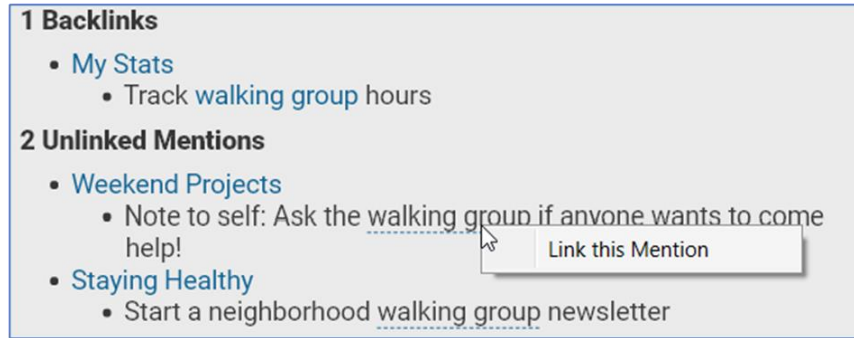 1 Backlinks
My Stats
Track walking group hours
2 Unlinked Mentions
Weekend Projects
Note to self: Ask the walking group if anyone wants to come
help!
Link this Mention
Staying Healthy
Start a neighborhood walking group newsletter